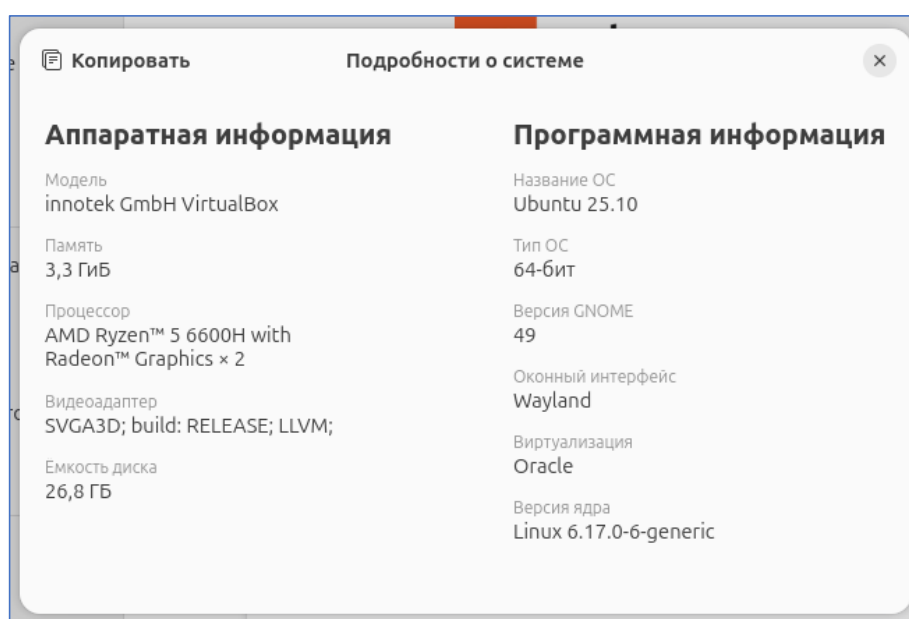 Копировать
Подробности о системе
Аппаратная информация
Модель
innotek GmbH VirtualBox
Память
3,3 ГиБ
Процессор
AMD Ryzen™ 5 6600H with
Radeon™ Graphics × 2
Видеоадаптер
SVGA3D; build: RELEASE; LLVM;
Емкость диска
26,8 ГБ
Программная информация
Название ОС
Ubuntu 25.10
Тип ОС
64-бит
Версия GNOME
49
Оконный интерфейс
Wayland
Виртуализация
Oracle
Версия ядра
Linux 6.17.0-6-generic